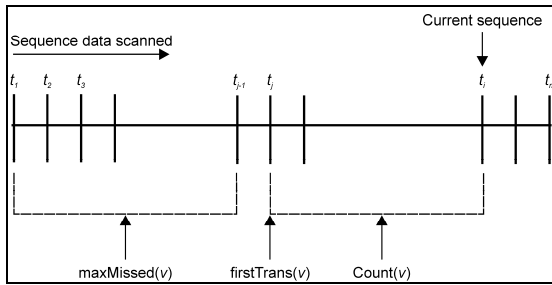 Current sequence
Sequence data scanned
t1 t2 t3 tj-1 tj ti tn
maxMissed(v) firstTrans(v) Count(v)